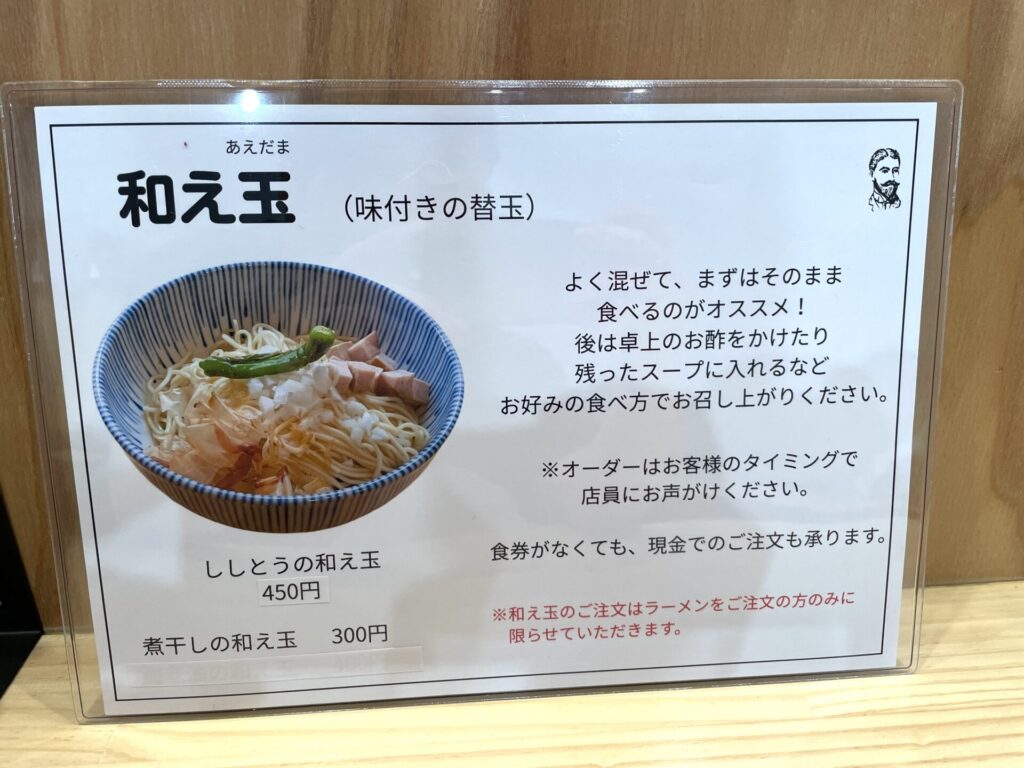 あえだま
和え玉 （味付きの替玉）
よく混ぜて、まずはそのまま
食べるのがオススメ！
後は卓上のお酢をかけたり
残ったスープに入れるなど
お好みの食べ方でお召し上がりください。
※オーダーはお客様のタイミングで
店員にお声がけください。
食券がなくても、現金でのご注文も承ります。
※和え玉のご注文はラーメンをご注文の方のみに
限らせていただきます。
ししとうの和え玉
450円
煮干しの和え玉 300円